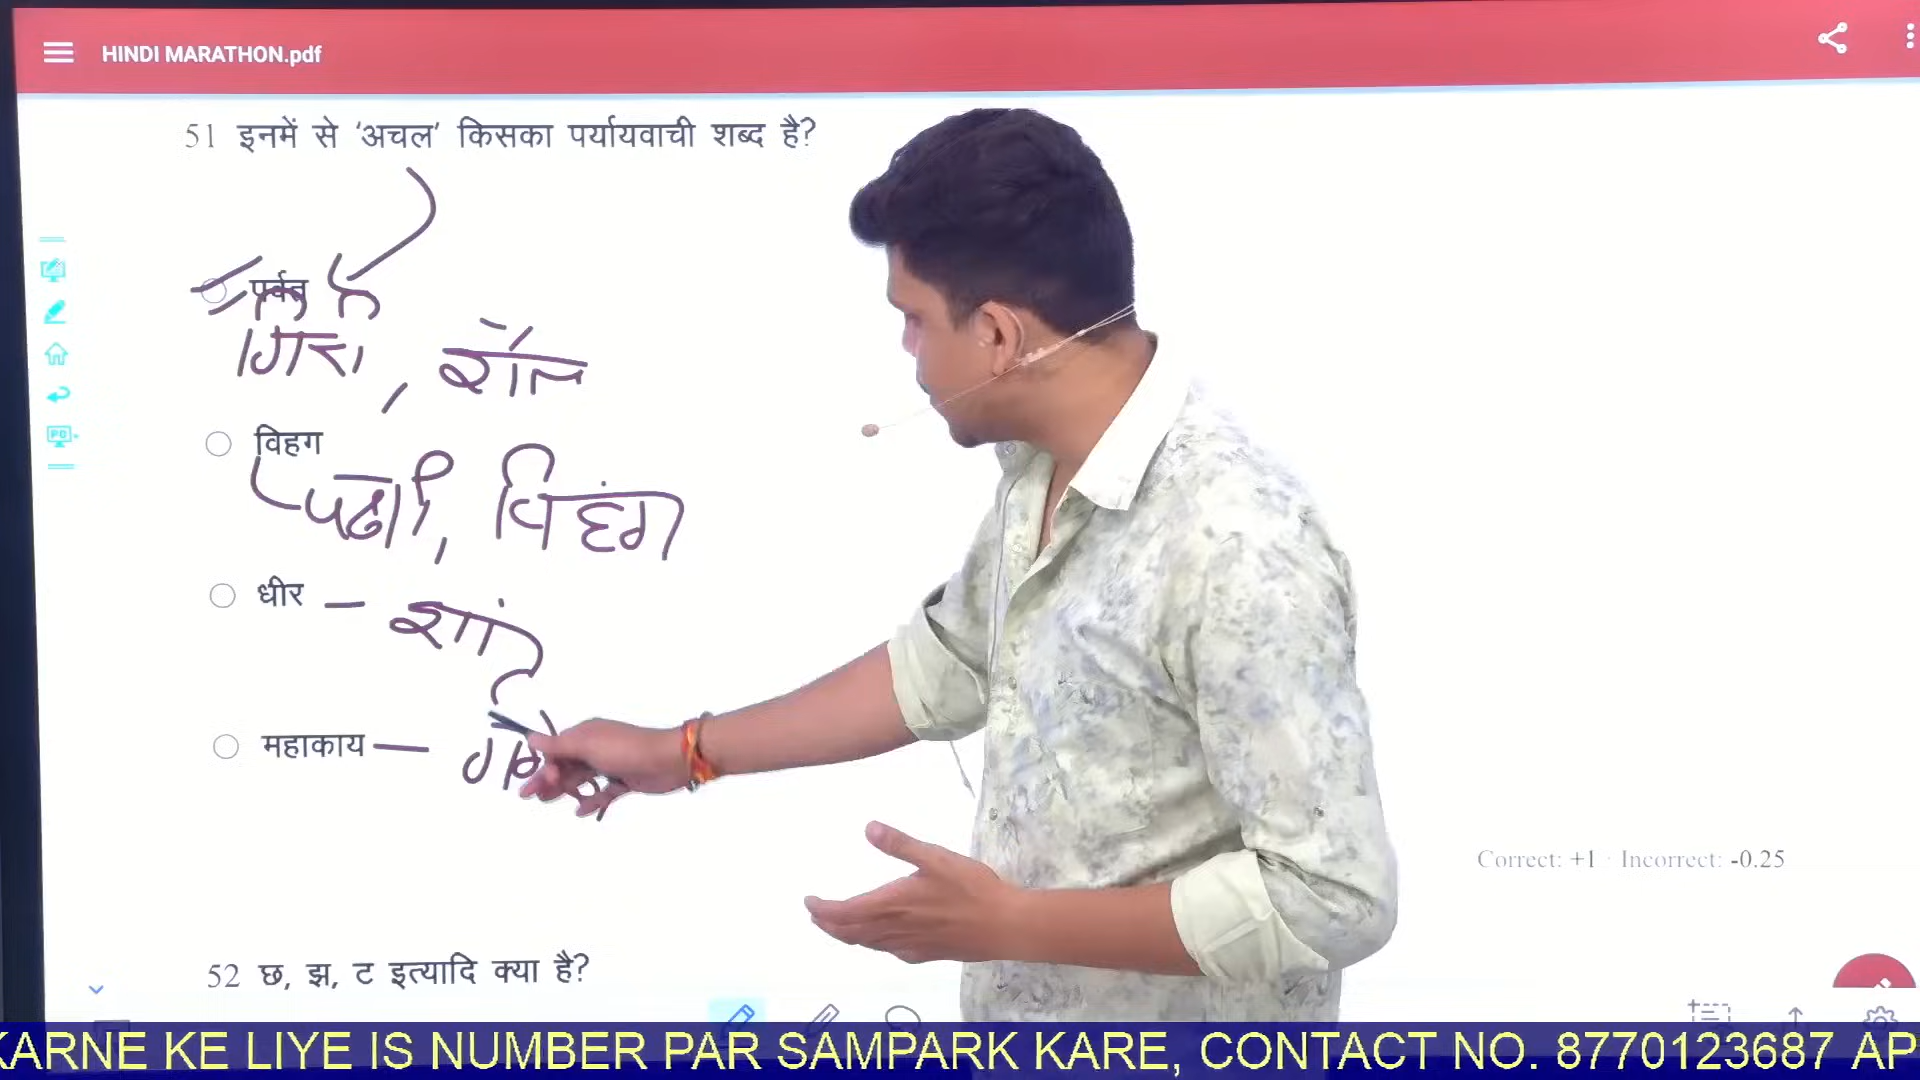 HINDI MARATHON.pdf
51 इनमें से ‘अचल’ किसका पर्यायवाची शब्द है?
पर्वत
विहग
पक्षी, विहंग
धीर –
महाकाय —
Correct: +1 · Incorrect: -0.25
52 छ, झ, ट इत्यादि क्या है?
KARNE KE LIYE IS NUMBER PAR SAMPARK KARE, CONTACT NO. 8770123687 AP